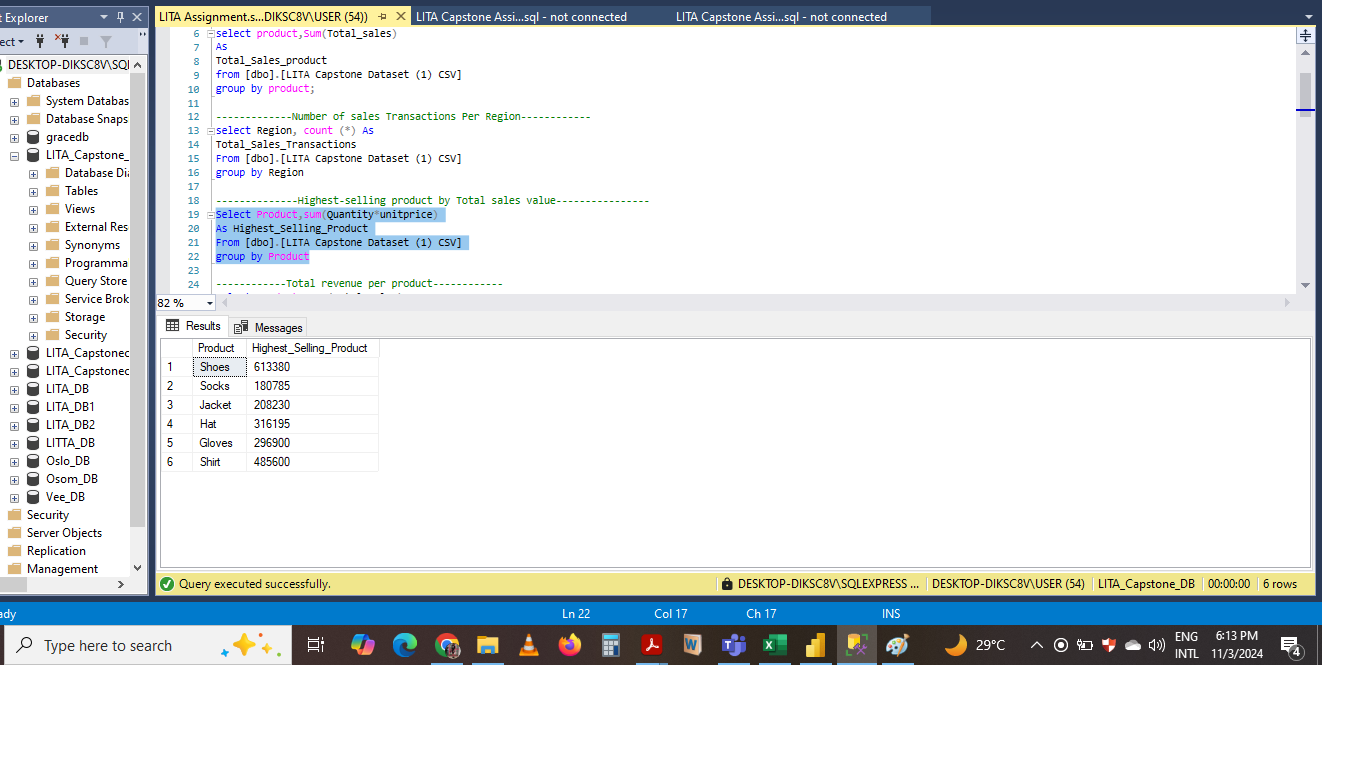 t Explorer
ect
DESKTOP-DIKSC8V\SQl
Databases
System Databas
Database Snaps
gracedb
LITA_Capstone_
Database Di
Tables
Views
External Res
Synonyms
Programma
Query Store
Service Brok
Storage
Security
LITA_Capstonec
LITA_Capstonec
LITA_DB
LITA_DB1
LITA_DB2
LITTA_DB
Oslo_DB
Osom_DB
Vee_DB
Security
Server Objects
Replication
Management
LITA Assignment.s...DIKSC8V\USER (54)) LITA Capstone Assi...sql - not connected LITA Capstone Assi...sql - not connected
6 select product,Sum(Total_sales)
7 As
8 Total_Sales_product
9 from [dbo].[LITA Capstone Dataset (1) CSV]
10 group by product;
11
12 -------------Number of sales Transactions Per Region------------
13 select Region, count (*) As
14 Total_Sales_Transactions
15 From [dbo].[LITA Capstone Dataset (1) CSV]
16 group by Region
17
18 --------------Highest-selling product by Total sales value----------------
19 Select Product,sum(Quantity*unitprice)
20 As Highest_Selling_Product
21 From [dbo].[LITA Capstone Dataset (1) CSV]
22 group by Product
23
24 ------------Total revenue per product------------
82 %
Results Messages
Product Highest_Selling_Product
1 Shoes 613380
2 Socks 180785
3 Jacket 208230
4 Hat 316195
5 Gloves 296900
6 Shirt 485600
Query executed successfully. DESKTOP-DIKSC8V\SQLEXPRESS ... DESKTOP-DIKSC8V\USER (54) LITA_Capstone_DB 00:00:00 6 rows
ady Ln 22 Col 17 Ch 17 INS
Type here to search 29°C ENG 6:13 PM
INTL 11/3/2024 4